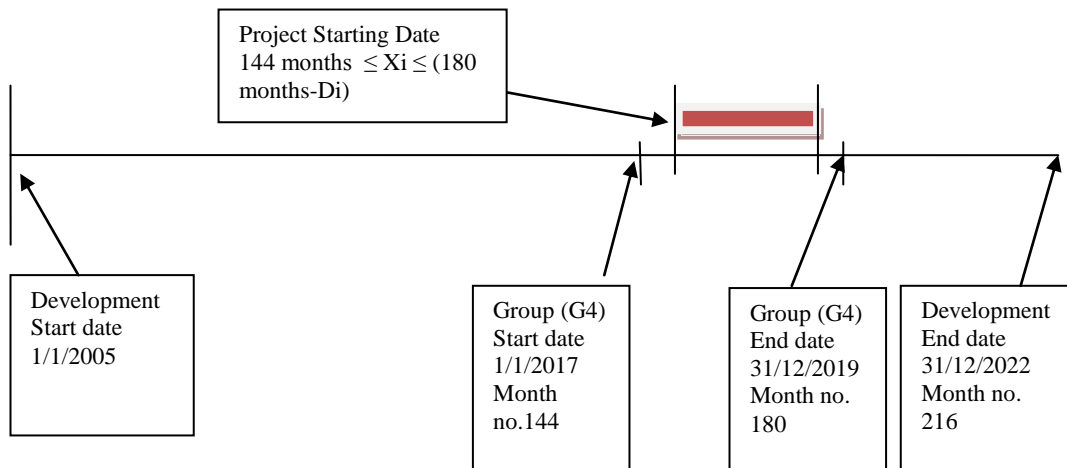 Project Starting Date
144 months ≤ Xi ≤ (180
months-Di)
Development
Start date
1/1/2005
Group (G4)
Start date
1/1/2017
Month
no.144
Group (G4)
End date
31/12/2019
Month no.
180
Development
End date
31/12/2022
Month no.
216